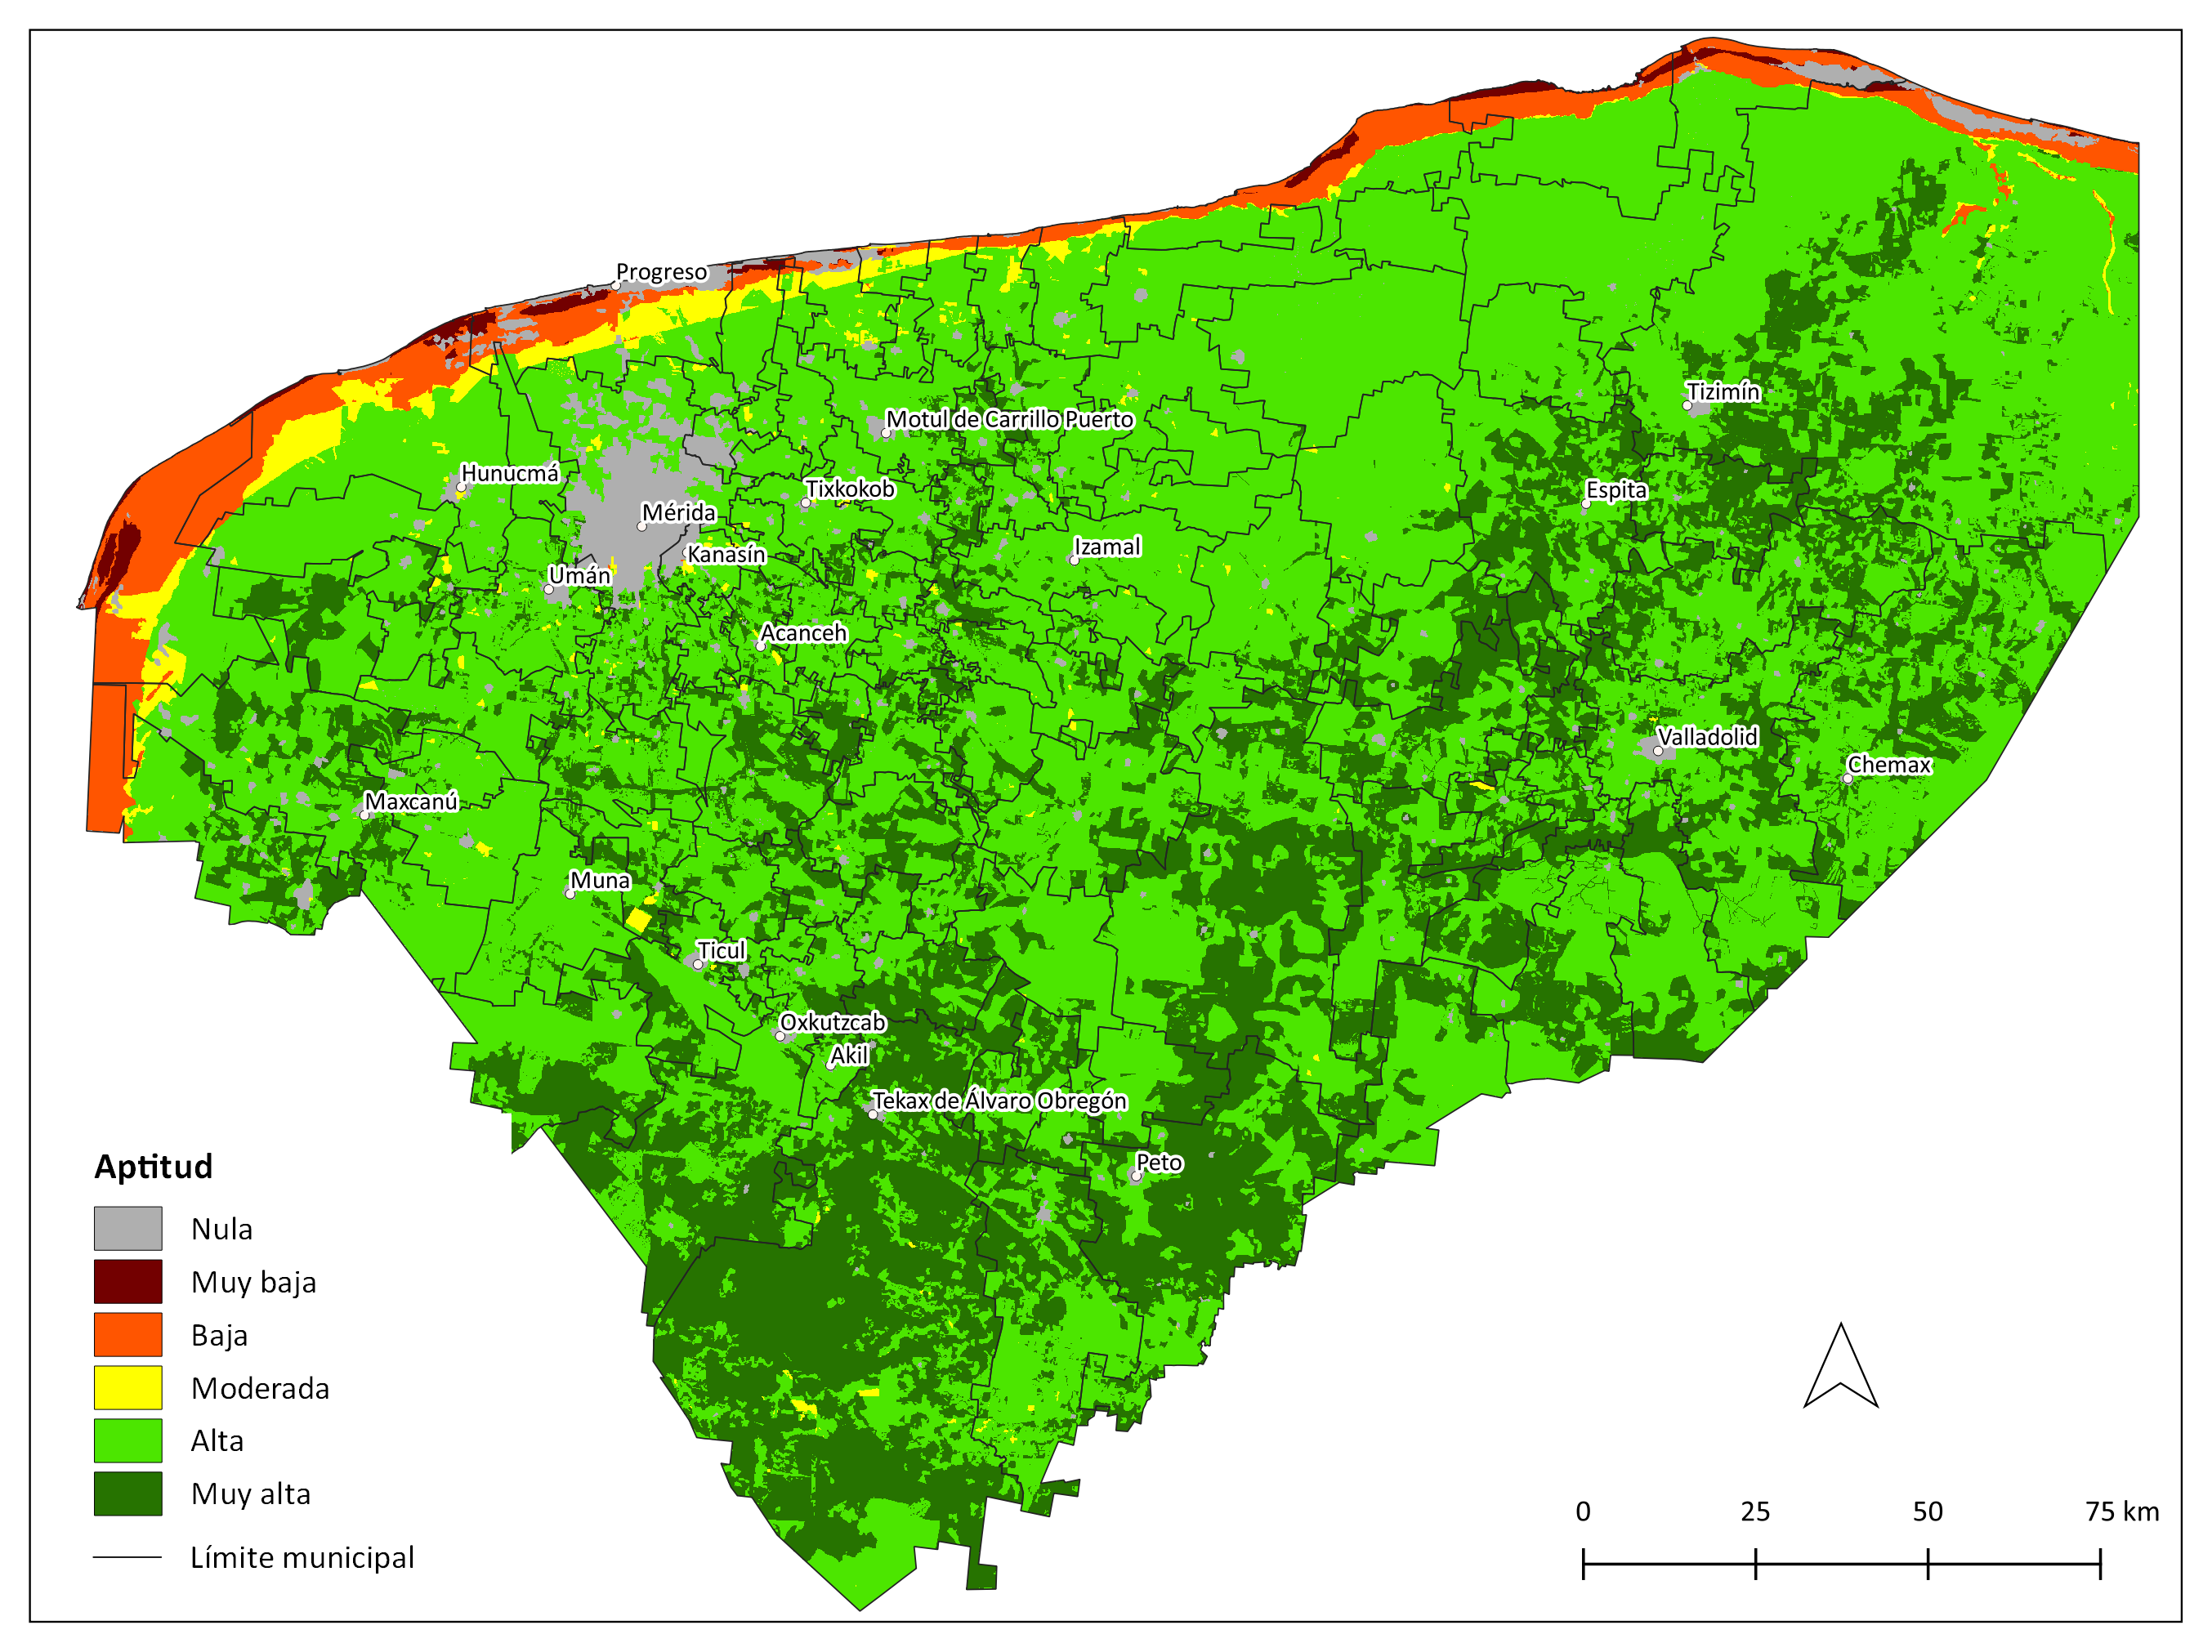 Progreso
Tizimín
Motul de Carrillo Puerto
Hunucmá
Tixkokob
Espita
Mérida
Izamal
Kanasín
Umán
Acanceh
Valladolid
Chemax
Maxcanú
Muna
Ticul
Oxkutzcab
Akil
Tekax de Álvaro Obregón
Peto
Aptitud
Nula
Muy baja
Baja
Moderada
Alta
Muy alta
Límite municipal
0 25 50 75 km